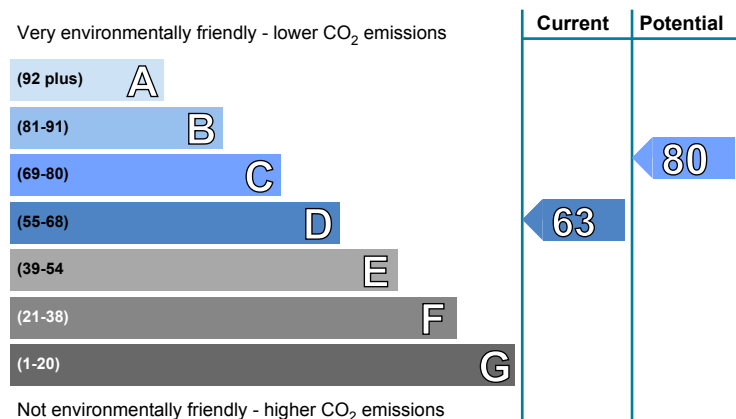 Current Potential
Very environmentally friendly - lower CO₂ emissions
(92 plus) A
(81-91) B
(69-80) C
80
(55-68) D
63
(39-54 E
(21-38) F
(1-20) G
Not environmentally friendly - higher CO₂ emissions